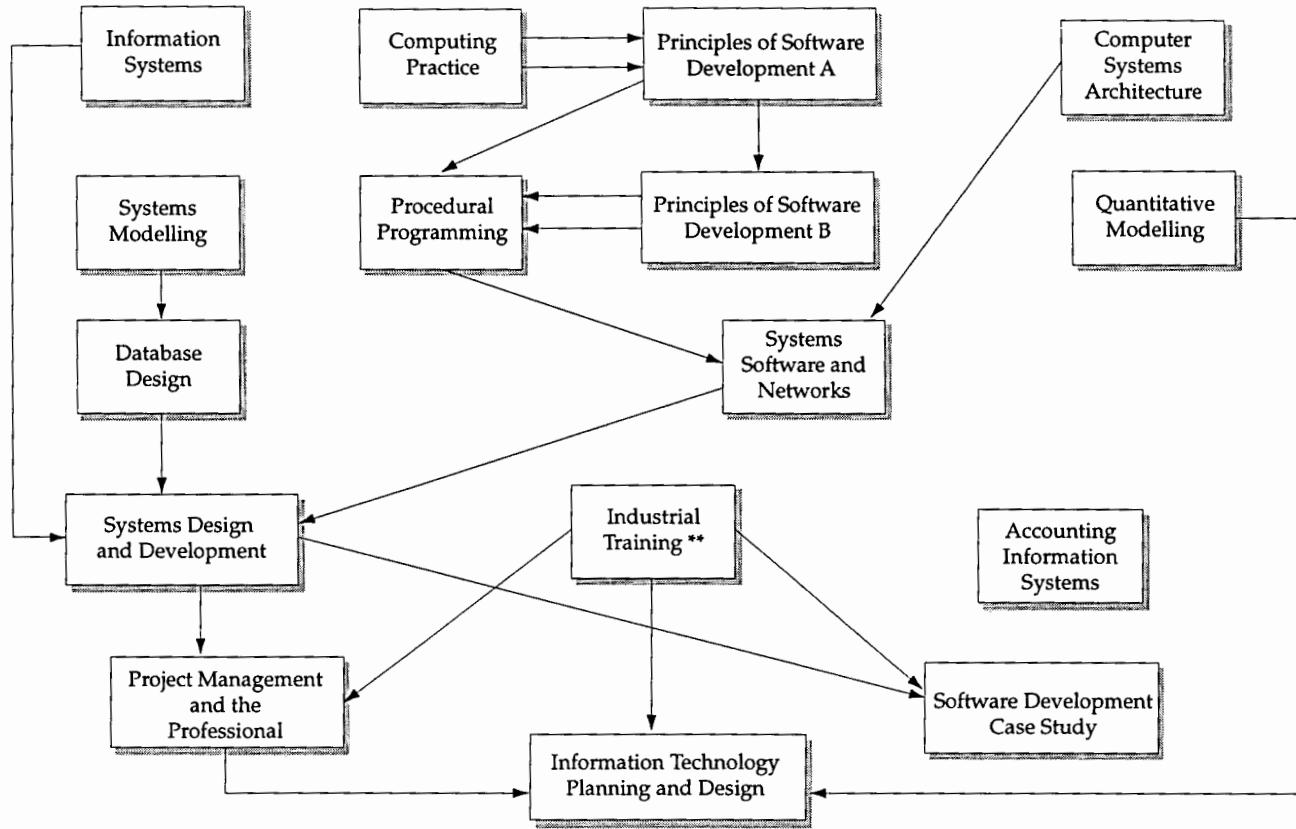 Information
Systems
Computing
Practice
Principles of Software
Development A
Computer
Systems
Architecture
Systems
Modelling
Procedural
Programming
Principles of Software
Development B
Quantitative
Modelling
Database
Design
Systems
Software and
Networks
Systems Design
and Development
Industrial
Training **
Accounting
Information
Systems
Project Management
and the
Professional
Software Development
Case Study
Information Technology
Planning and Design